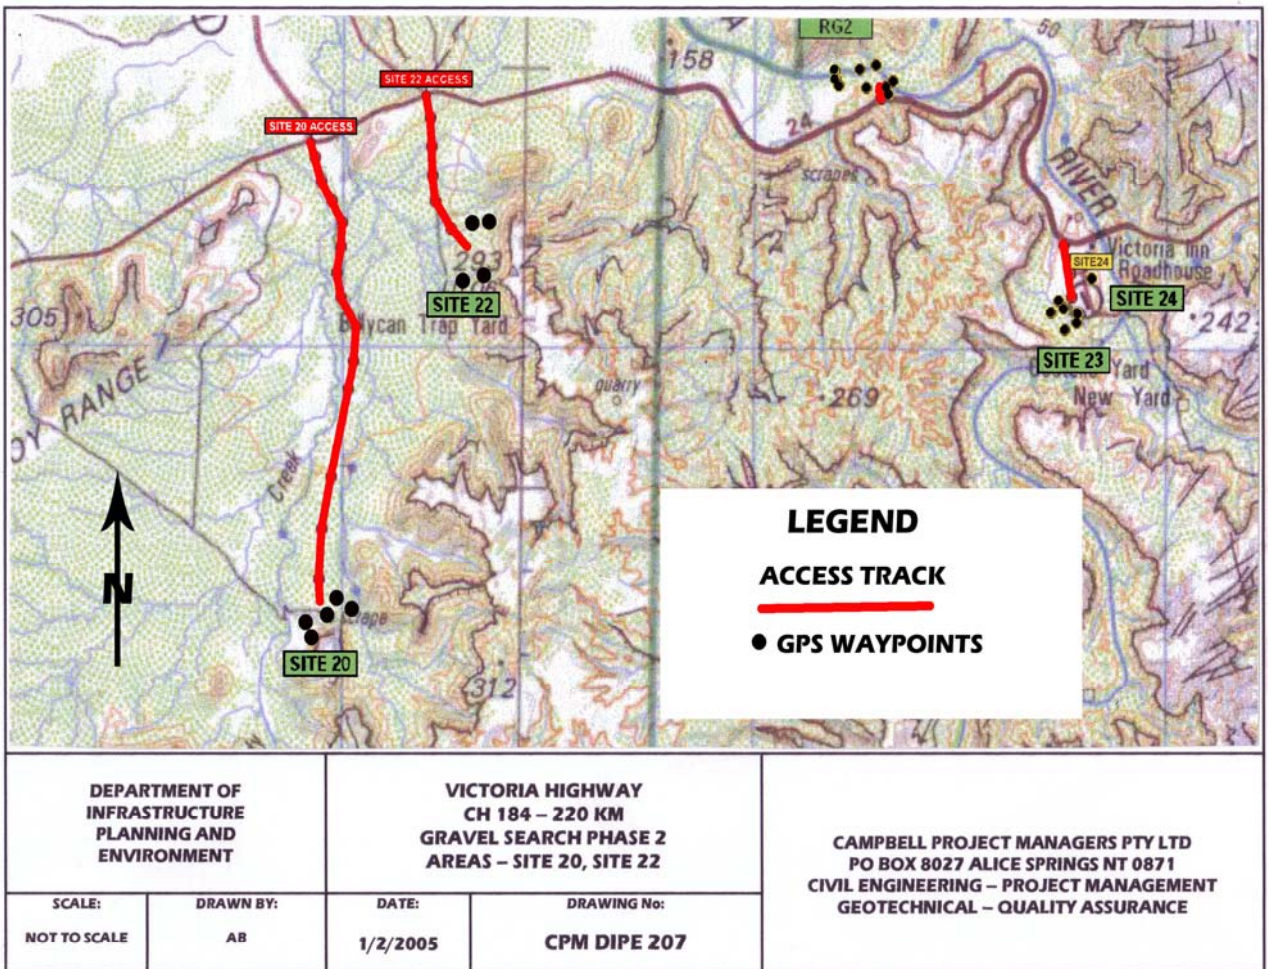 RG2
50
158
SITE 22 ACCESS
SITE 20 ACCESS
24
scrapes
RIVER
Victoria Inn
Roadhouse
SITE24
SITE 24
293
SITE 22
305
Trap Yard
242
SITE 23
Yard
New Yard
RANGE
quarry
269
Creek
N
LEGEND
ACCESS TRACK
GPS WAYPOINTS
SITE 20
312
DEPARTMENT OF
INFRASTRUCTURE
PLANNING AND
ENVIRONMENT
VICTORIA HIGHWAY
CH 184 – 220 KM
GRAVEL SEARCH PHASE 2
AREAS – SITE 20, SITE 22
CAMPBELL PROJECT MANAGERS PTY LTD
PO BOX 8027 ALICE SPRINGS NT 0871
CIVIL ENGINEERING – PROJECT MANAGEMENT
GEOTECHNICAL – QUALITY ASSURANCE
SCALE:
NOT TO SCALE
DRAWN BY:
AB
DATE:
1/2/2005
DRAWING No:
CPM DIPE 207